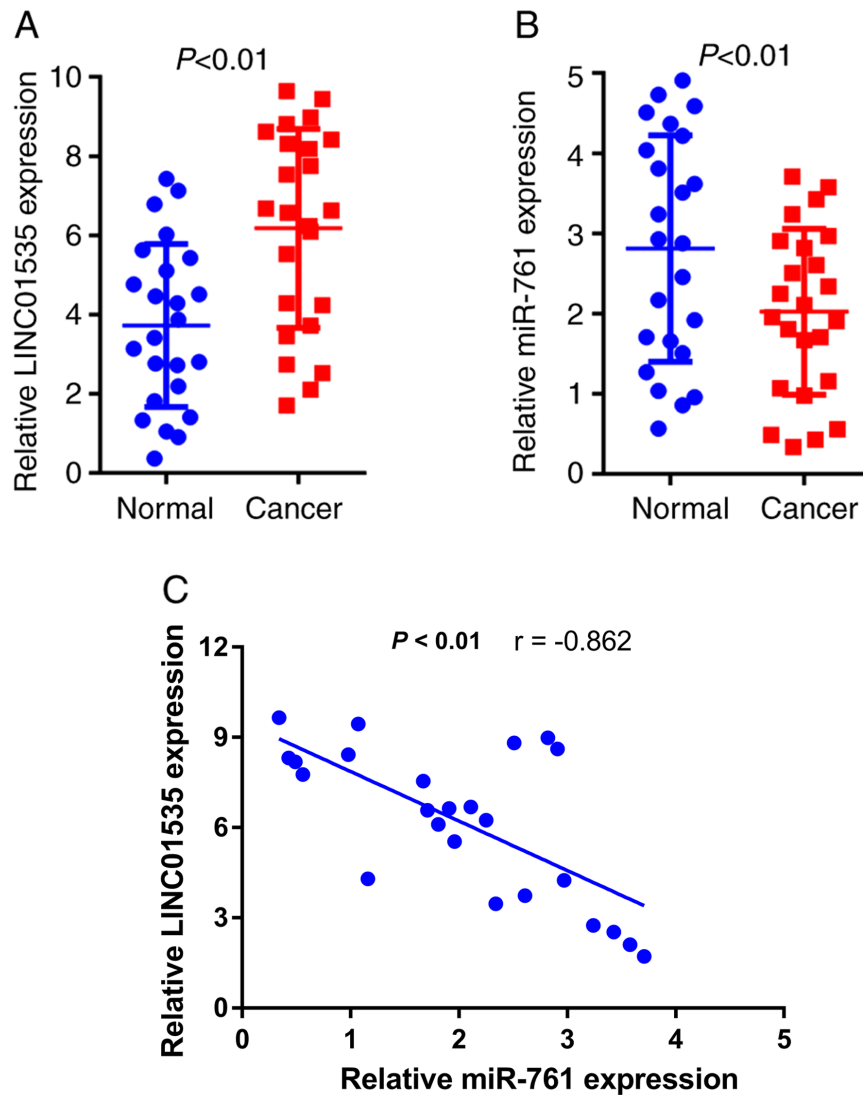 A
P<0.01
Relative LINC01535 expression
10
8
6
4
2
0
Normal Cancer
B
P<0.01
Relative miR-761 expression
5
4
3
2
1
0
Normal Cancer
C
P < 0.01 r = -0.862
Relative LINC01535 expression
12
9
6
3
0
0 1 2 3 4 5
Relative miR-761 expression